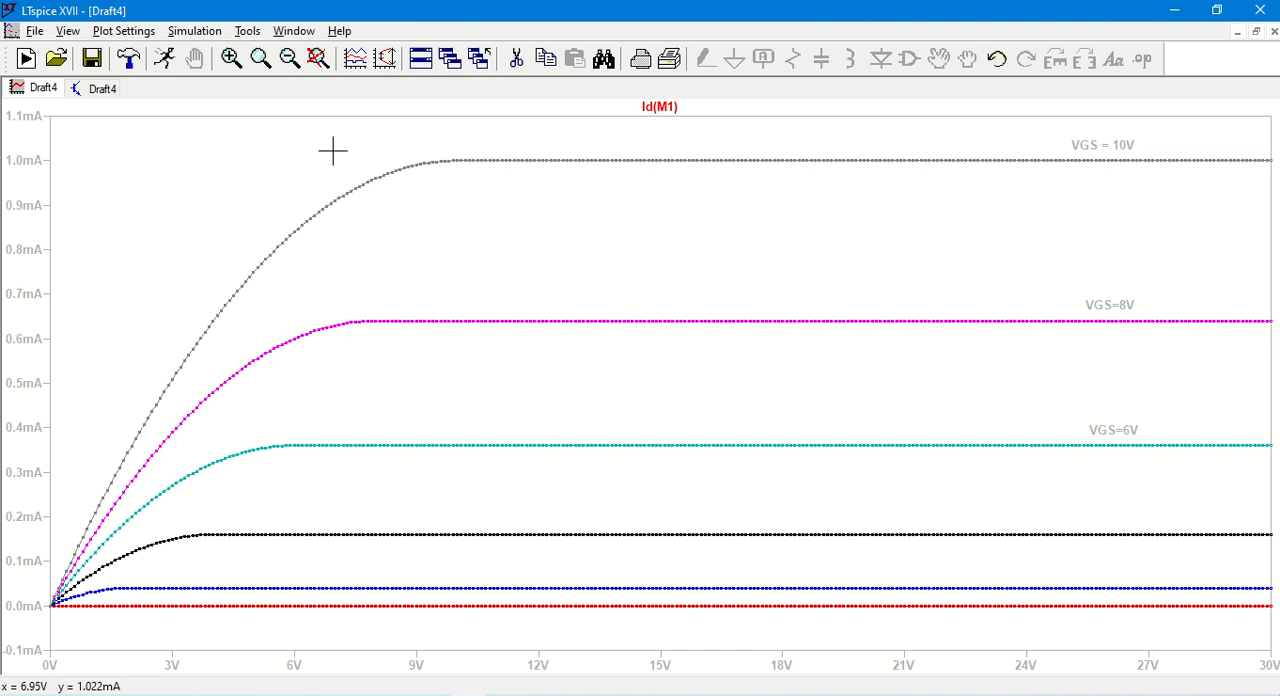 LTspice XVII - [Draft4]
File View Plot Settings Simulation Tools Window Help
A Aa .op
Draft4 Draft4
Id(M1)
1.1mA
1.0mA
0.9mA
0.8mA
0.7mA
0.6mA
0.5mA
0.4mA
0.3mA
0.2mA
0.1mA
0.0mA
-0.1mA
VGS = 10V
VGS=8V
VGS=6V
0V 3V 6V 9V 12V 15V 18V 21V 24V 27V 30V
x = 6.95V y = 1.022mA